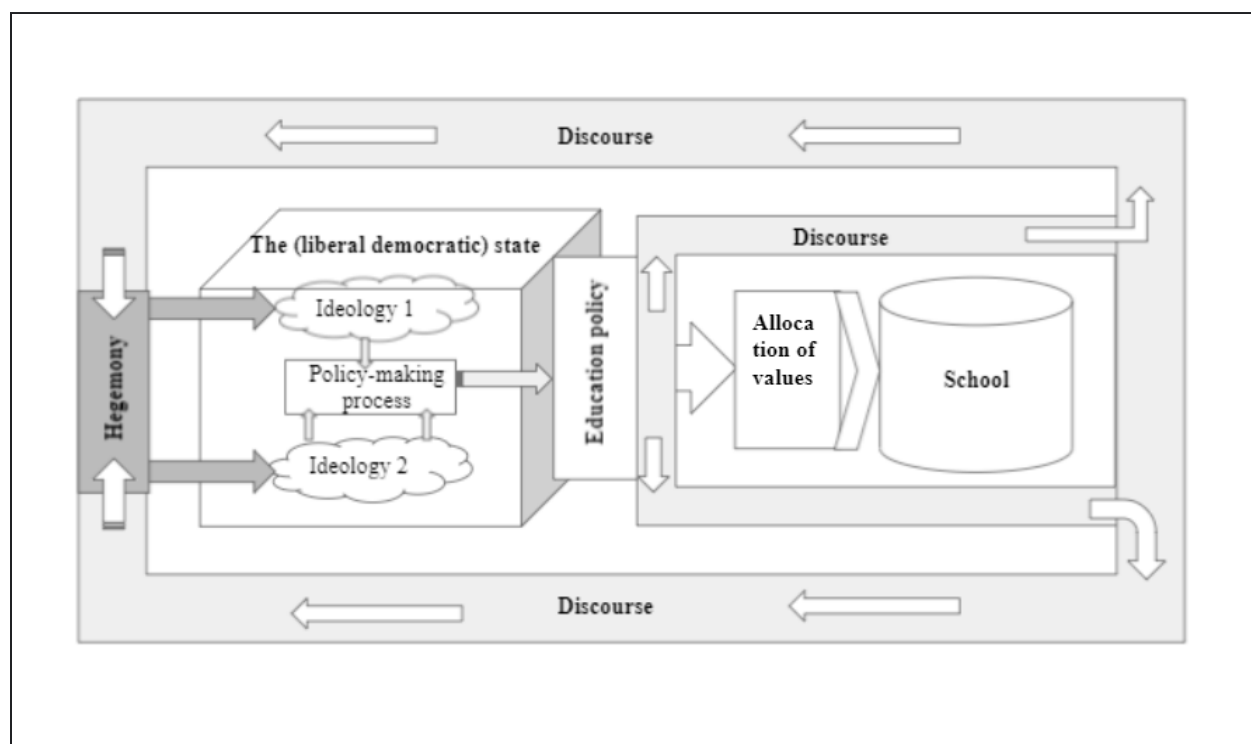 Discourse
The (liberal democratic) state
Discourse
Ideology 1
Hegemony
Policy-making
process
Education policy
Alloca
tion of
values
School
Ideology 2
Discourse